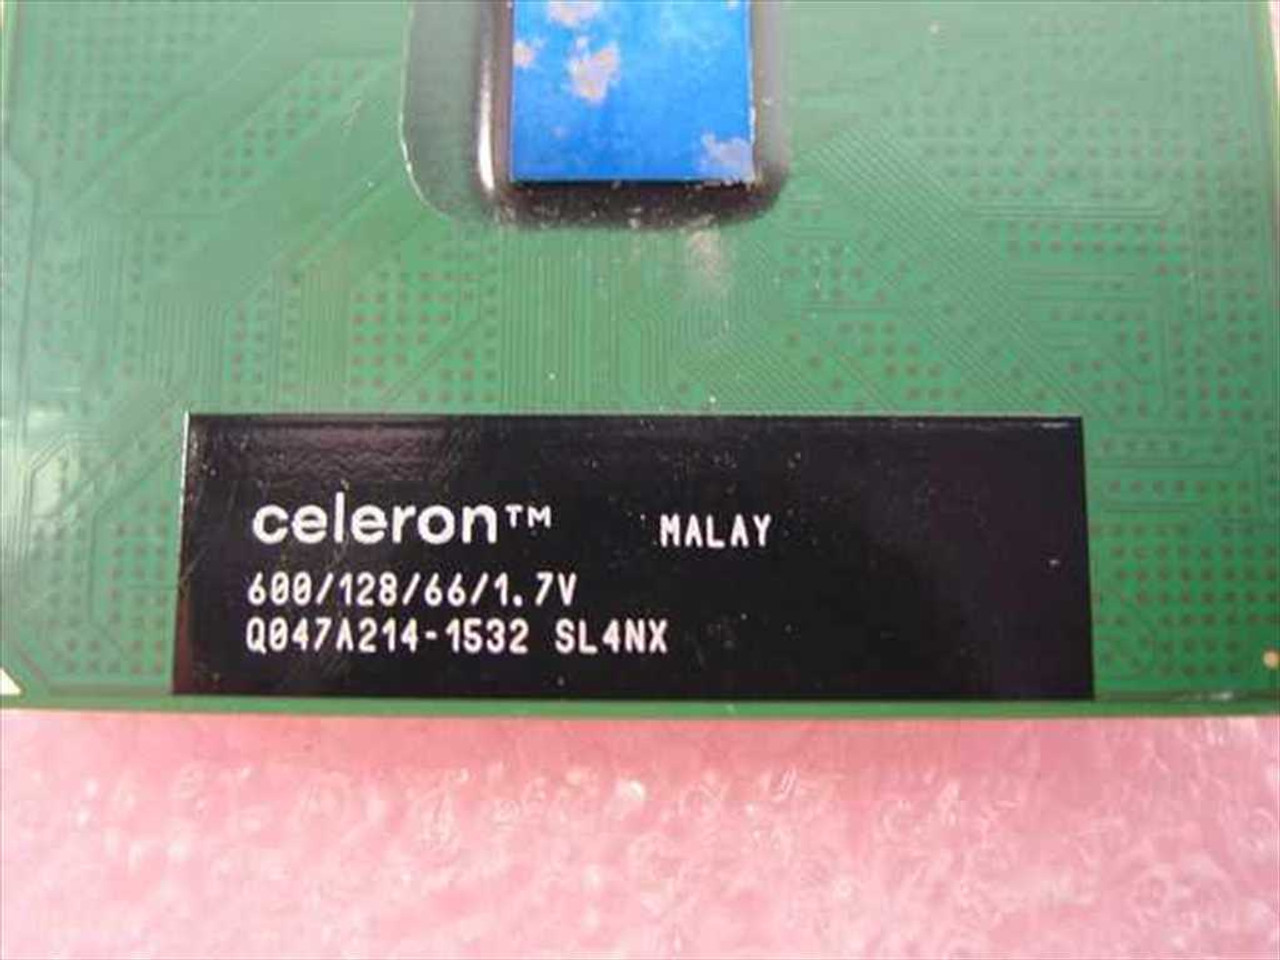 celeron™ MALAY
600/128/66/1.7V
Q047A214-1532 SL4NX